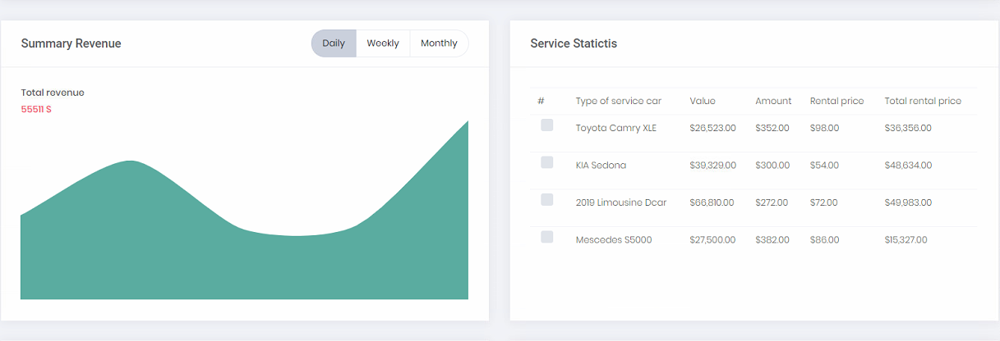 Summary Revenue
Daily Weekly Monthly
Total revenue
55511 $
Service Statictis
# Type of service car Value Amount Rental price Total rental price
Toyota Camry XLE $26,523.00 $352.00 $98.00 $36,356.00
KIA Sedona $39,329.00 $300.00 $54.00 $48,634.00
2019 Limousine Dcar $66,810.00 $272.00 $72.00 $49,983.00
Mescedes S5000 $27,500.00 $382.00 $86.00 $15,327.00